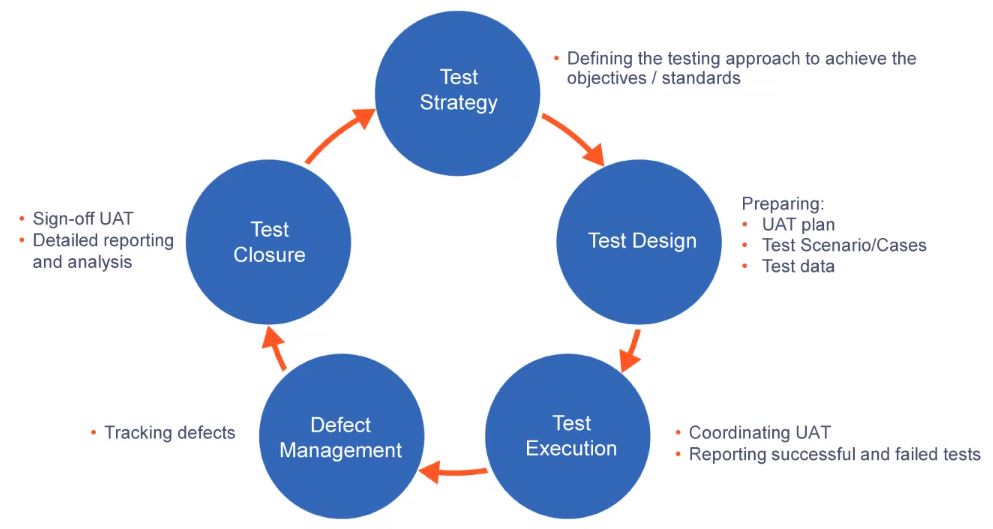 Test
Strategy
• Defining the testing approach to achieve the
objectives / standards
Test Design
Preparing:
• UAT plan
• Test Scenario/Cases
• Test data
Test
Execution
• Coordinating UAT
• Reporting successful and failed tests
Defect
Management
• Tracking defects
Test
Closure
• Sign-off UAT
• Detailed reporting
and analysis